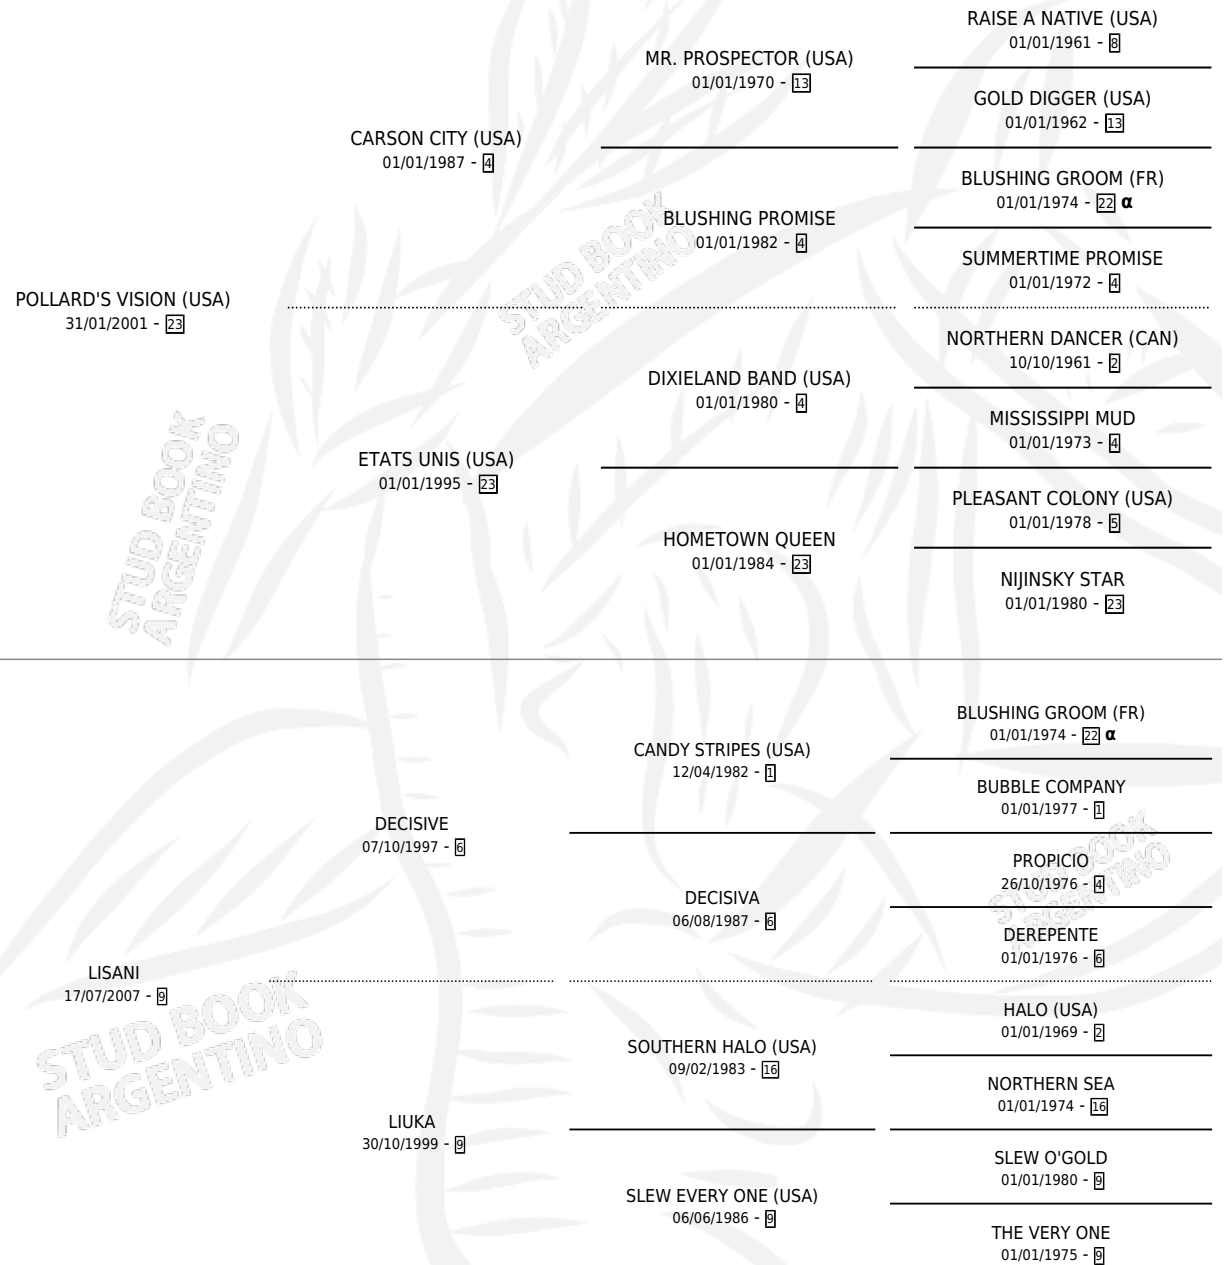 RAISE A NATIVE (USA)
01/01/1961 - 8
MR. PROSPECTOR (USA)
01/01/1970 - 13
GOLD DIGGER (USA)
01/01/1962 - 13
CARSON CITY (USA)
01/01/1987 - 4
BLUSHING GROOM (FR)
01/01/1974 - 22 α
BLUSHING PROMISE
01/01/1982 - 4
SUMMERTIME PROMISE
01/01/1972 - 4
POLLARD'S VISION (USA)
31/01/2001 - 23
NORTHERN DANCER (CAN)
10/10/1961 - 2
DIXIELAND BAND (USA)
01/01/1980 - 4
MISSISSIPPI MUD
01/01/1973 - 4
ETATS UNIS (USA)
01/01/1995 - 23
PLEASANT COLONY (USA)
01/01/1978 - 5
HOMETOWN QUEEN
01/01/1984 - 23
NIJINSKY STAR
01/01/1980 - 23
BLUSHING GROOM (FR)
01/01/1974 - 22 α
CANDY STRIPES (USA)
12/04/1982 - 1
BUBBLE COMPANY
01/01/1977 - 1
DECISIVE
07/10/1997 - 6
PROPICIO
26/10/1976 - 4
DECISIVA
06/08/1987 - 6
DEREPENTE
01/01/1976 - 6
LISANI
17/07/2007 - 9
HALO (USA)
01/01/1969 - 2
SOUTHERN HALO (USA)
09/02/1983 - 16
NORTHERN SEA
01/01/1974 - 16
LIUKA
30/10/1999 - 9
SLEW O'GOLD
01/01/1980 - 9
SLEW EVERY ONE (USA)
06/06/1986 - 9
THE VERY ONE
01/01/1975 - 9
STUD BOOK
ARGENTINO
STUD BOOK
ARGENTINO
STUD BOOK
ARGENTINO
STUD BOOK
ARGENTINO